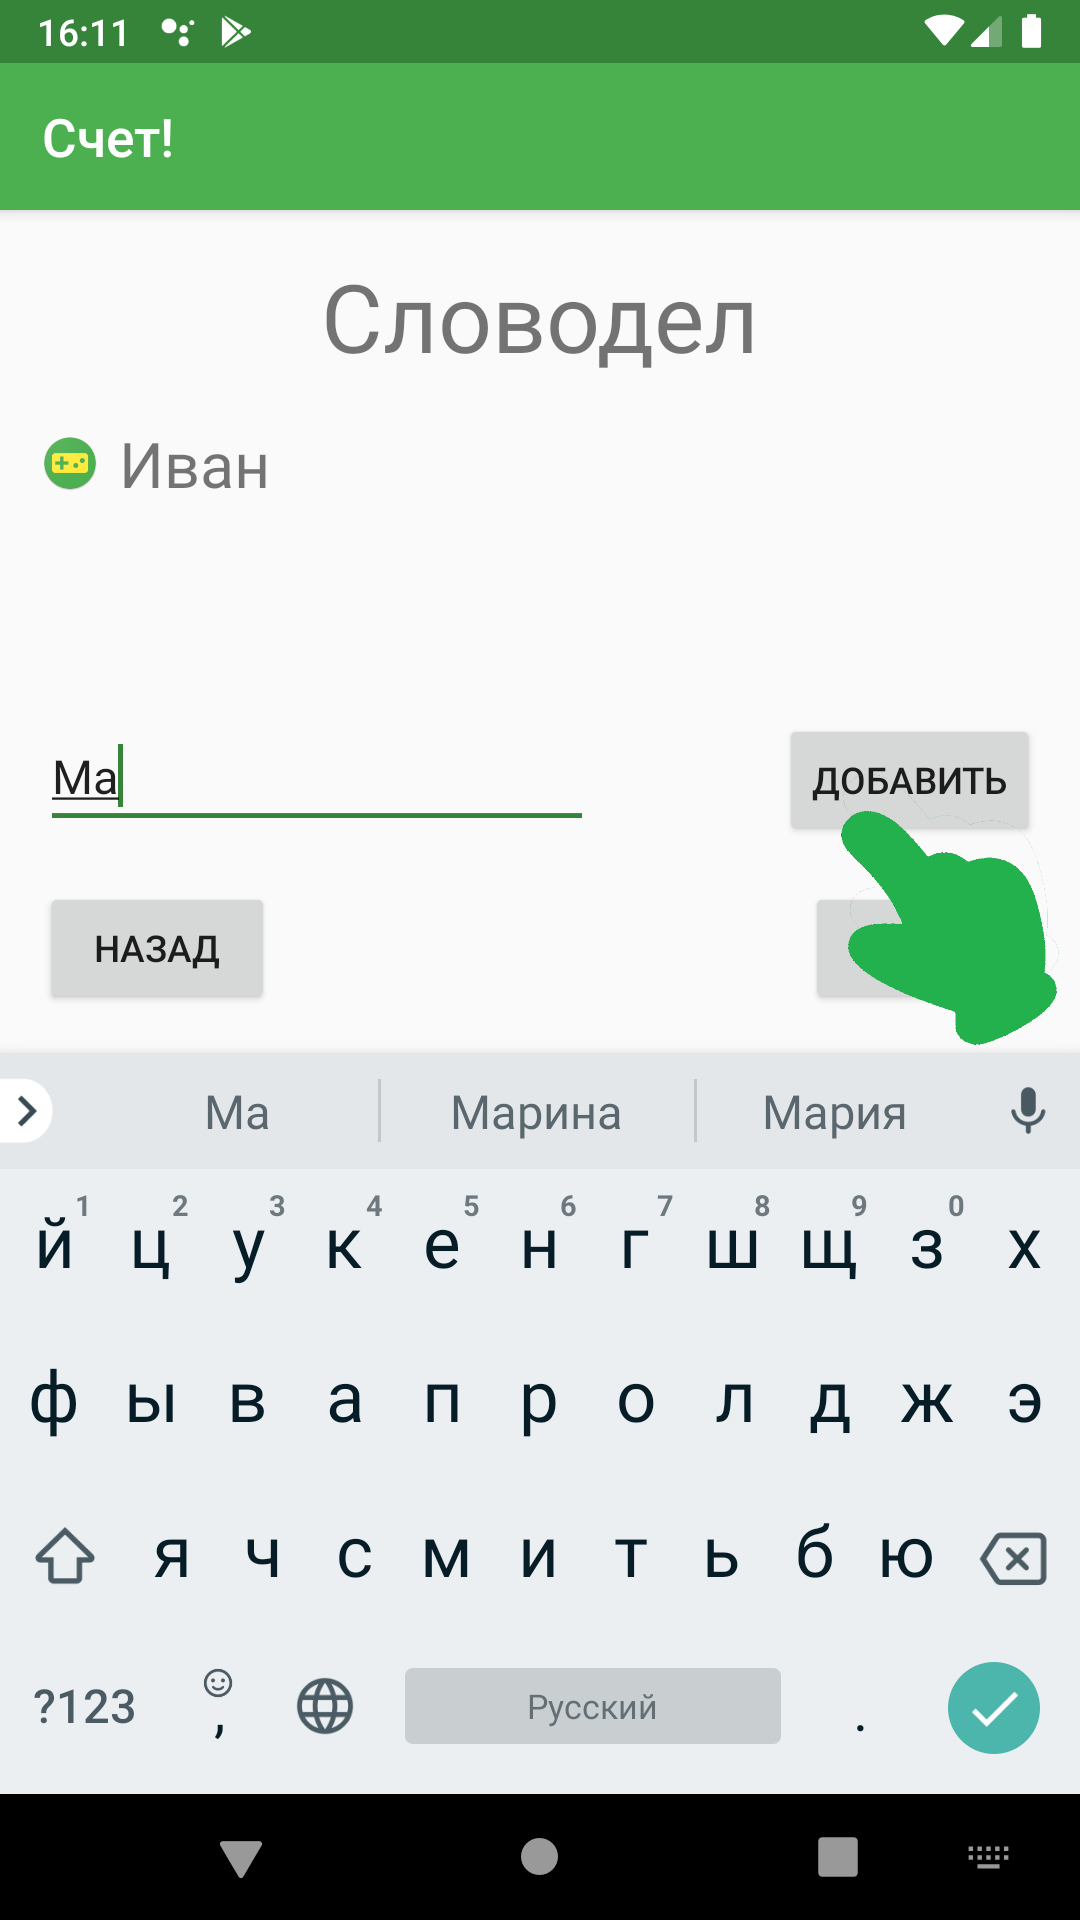 16:11
Счет!
Словодел
Иван
Ма
ДОБАВИТЬ
НАЗАД
Ма Марина Мария
1 2 3 4 5 6 7 8 9 0
й ц у к е н г ш щ з х
ф ы в а п р о л д ж э
я ч с м и т ь б ю
?123 , Русский .